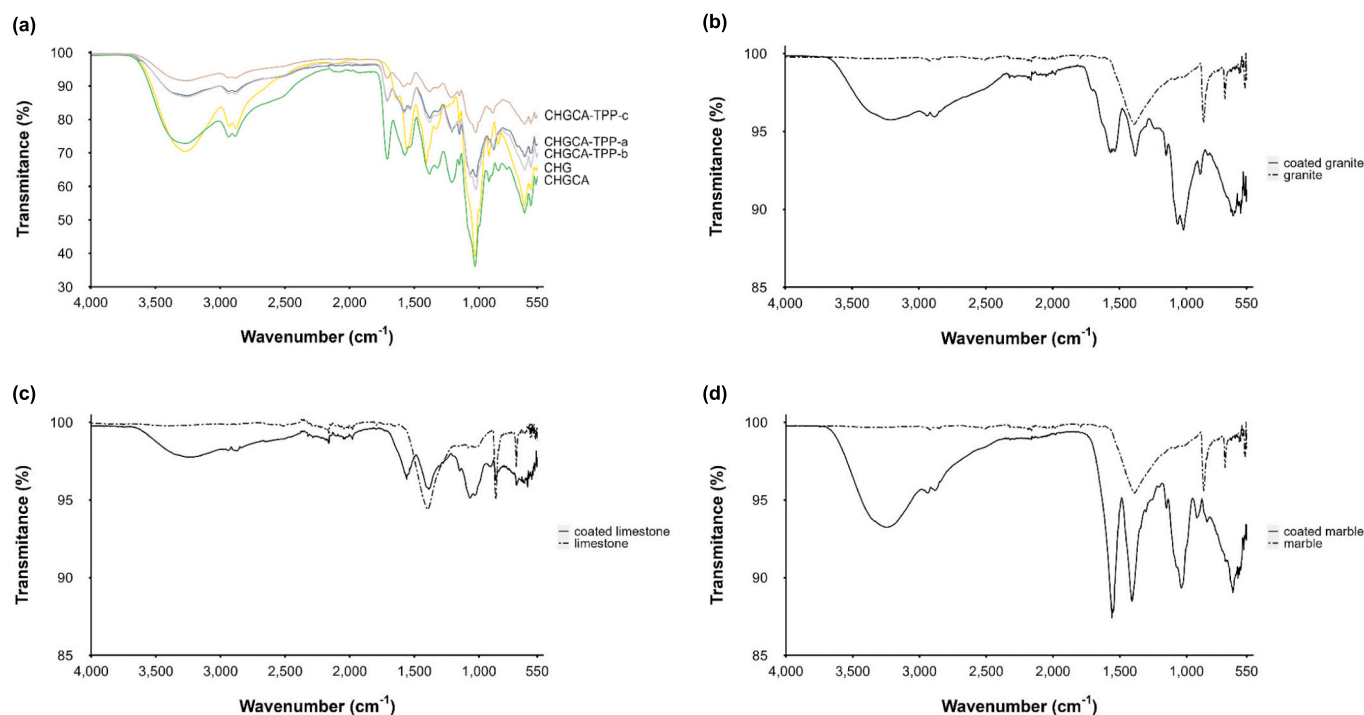 (a)
100
90
80
70
60
50
40
30
Transmitance (%)
4,000
3,500
3,000
2,500
2,000
1,500
1,000
550
Wavenumber (cm⁻¹)
CHGCA-TPP-c
CHGCA-TPP-a
CHGCA-TPP-b
CHG
CHGCA
(b)
100
95
90
85
Transmitance (%)
4,000
3,500
3,000
2,500
2,000
1,500
1,000
550
Wavenumber (cm⁻¹)
coated granite
granite
(c)
100
95
90
85
Transmitance (%)
4,000
3,500
3,000
2,500
2,000
1,500
1,000
550
Wavenumber (cm⁻¹)
coated limestone
limestone
(d)
100
95
90
85
Transmitance (%)
4,000
3,500
3,000
2,500
2,000
1,500
1,000
550
Wavenumber (cm⁻¹)
coated marble
marble